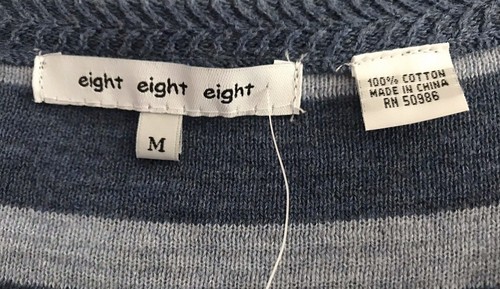 eight eight eight
M
100% COTTON
MADE IN CHINA
RN 50986